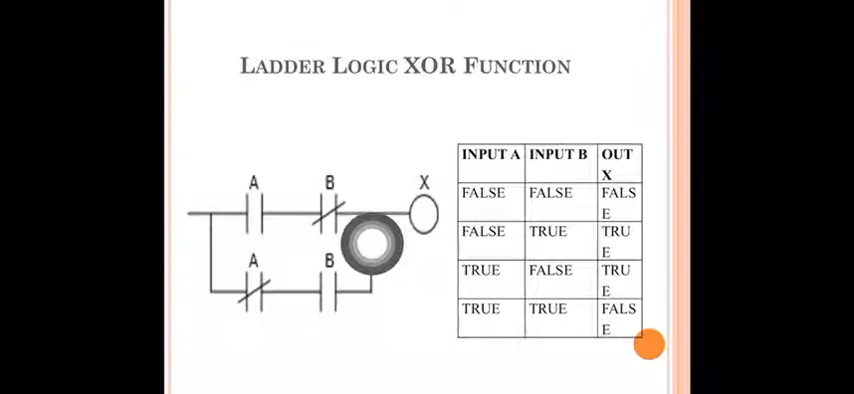 LADDER LOGIC XOR FUNCTION
A B X
A B
INPUT A INPUT B OUT
X
FALSE FALSE FALS
E
FALSE TRUE TRU
E
TRUE FALSE TRU
E
TRUE TRUE FALS
E